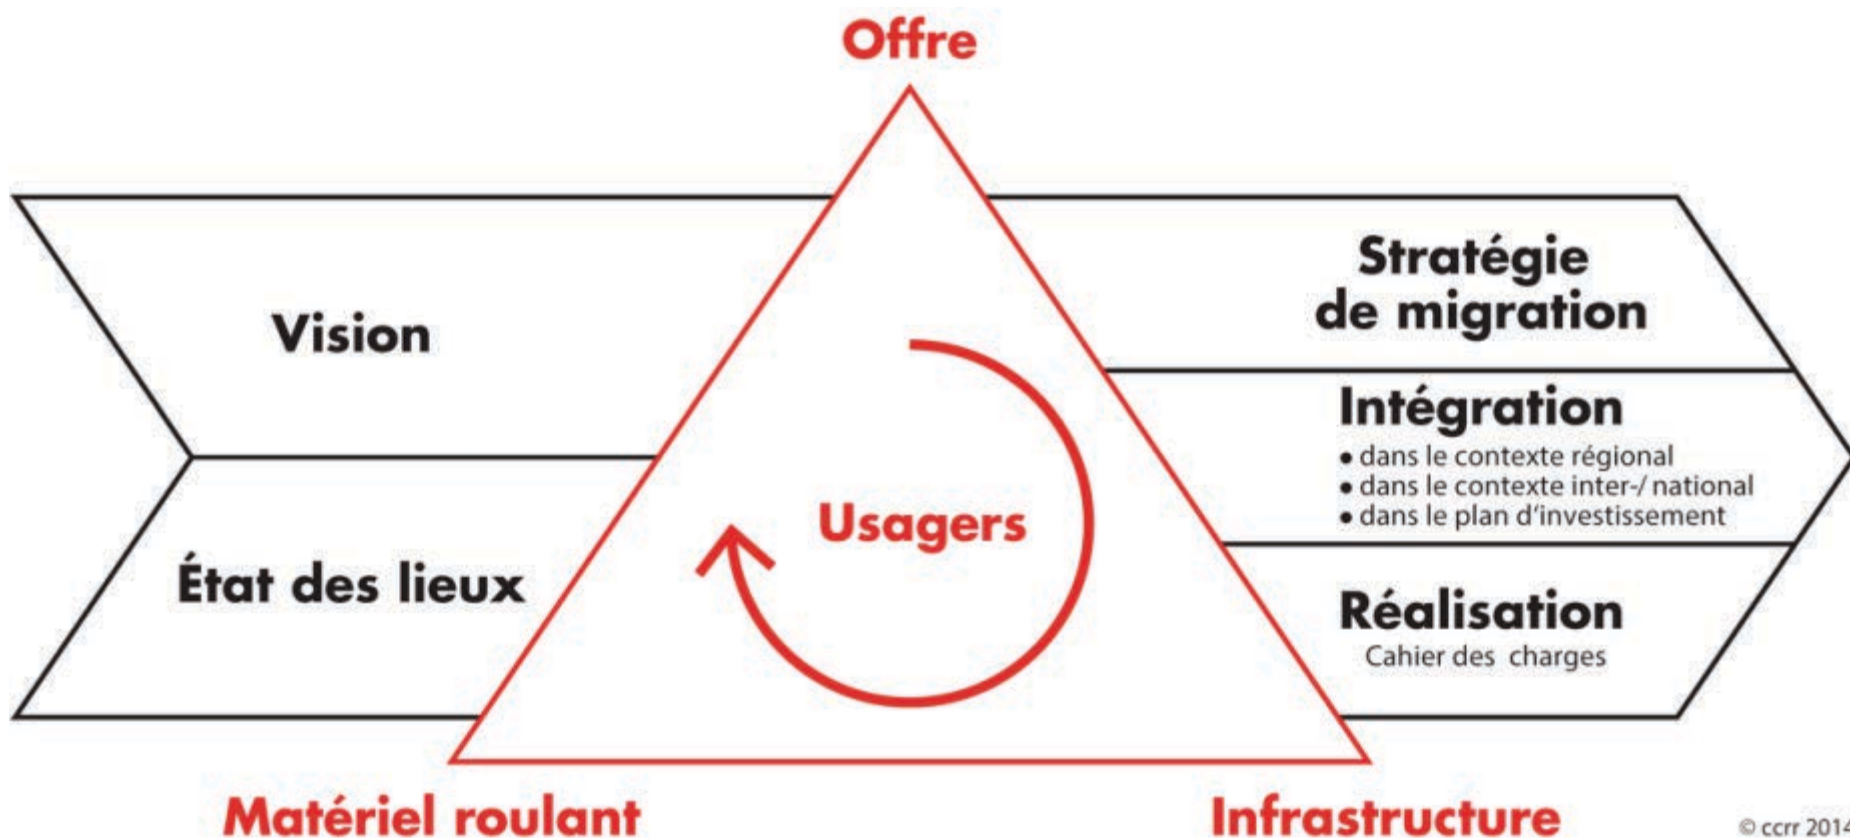 Offre
Vision
État des lieux
Usagers
Stratégie
de migration
Intégration
• dans le contexte régional
• dans le contexte inter-/ national
• dans le plan d'investissement
Réalisation
Cahier des charges
Matériel roulant
Infrastructure
© ccrr 2014